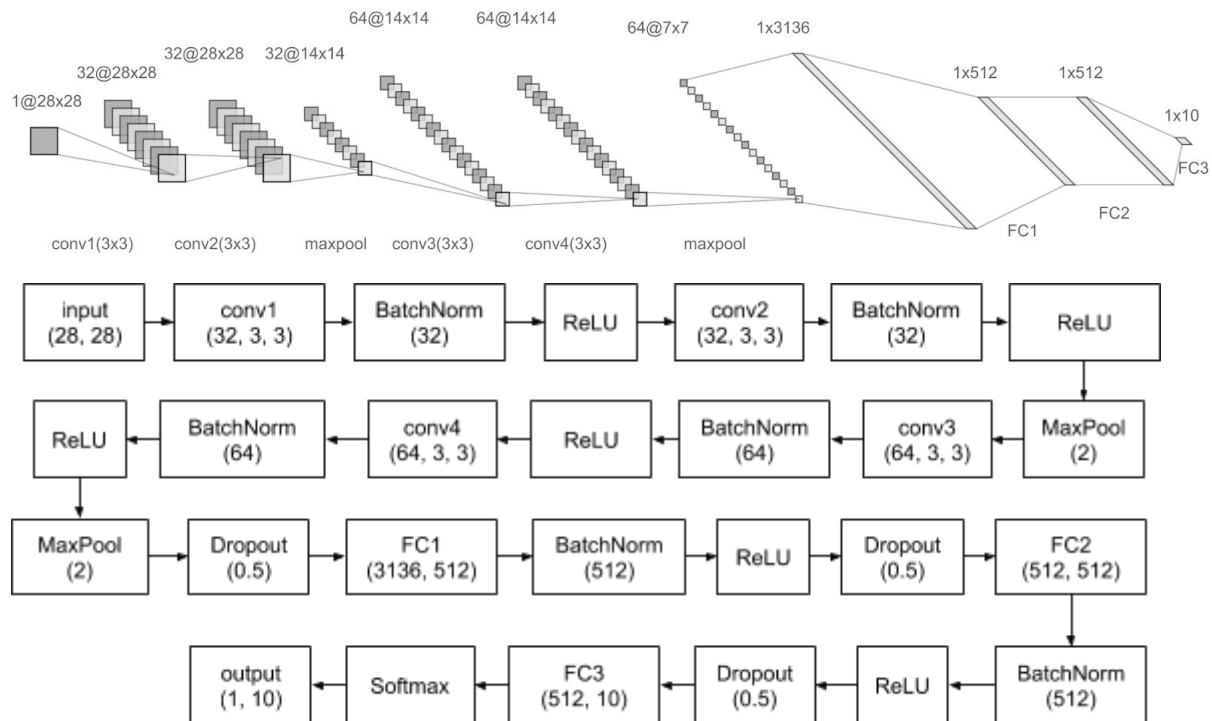 64@14x14 64@14x14
32@28x28 32@14x14 64@7x7 1x3136
32@28x28 1x512 1x512
1@28x28 1x10
FC3
FC2
FC1
conv1(3x3) conv2(3x3) maxpool conv3(3x3) conv4(3x3) maxpool
input
(28, 28)
conv1
(32, 3, 3)
BatchNorm
(32)
ReLU
conv2
(32, 3, 3)
BatchNorm
(32)
ReLU
MaxPool
(2)
conv3
(64, 3, 3)
BatchNorm
(64)
ReLU
conv4
(64, 3, 3)
BatchNorm
(64)
ReLU
MaxPool
(2)
Dropout
(0.5)
FC1
(3136, 512)
BatchNorm
(512)
ReLU
Dropout
(0.5)
FC2
(512, 512)
BatchNorm
(512)
ReLU
Dropout
(0.5)
FC3
(512, 10)
Softmax
output
(1, 10)